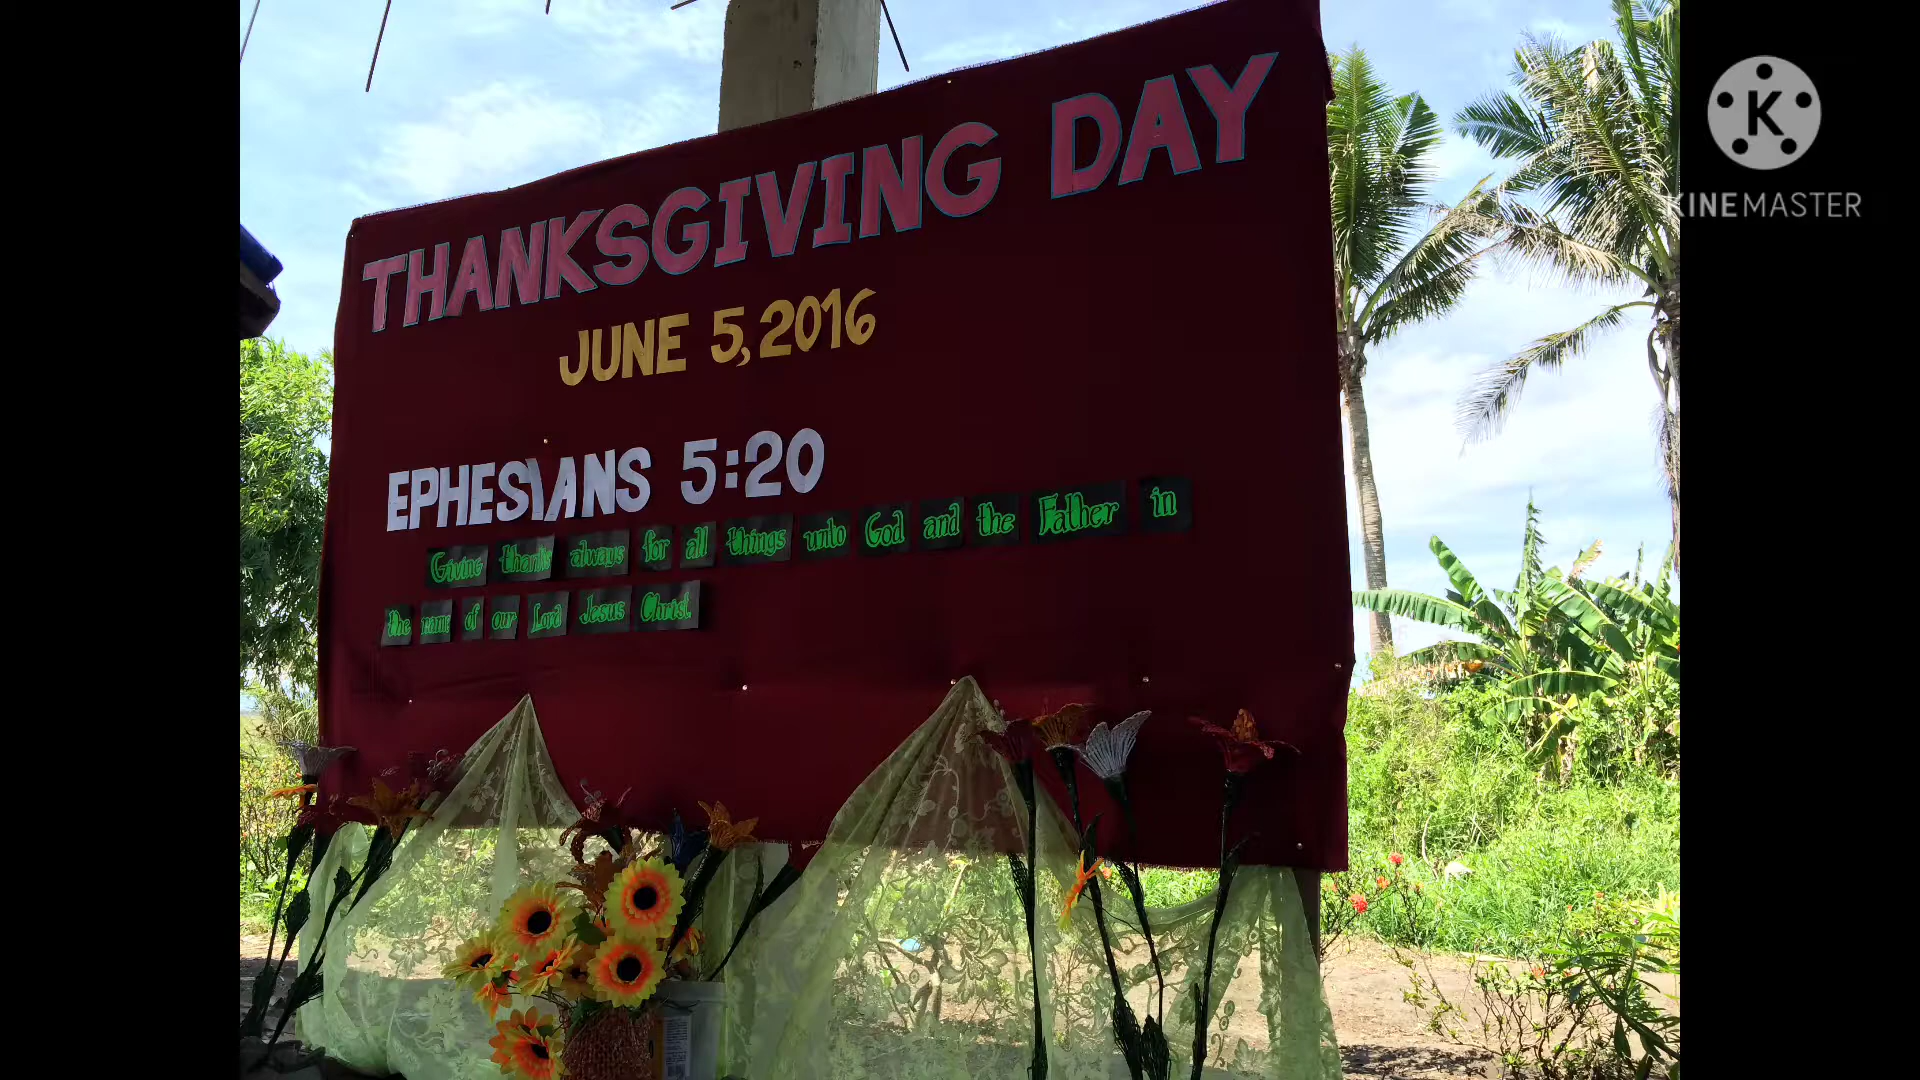 THANKSGIVING DAY
JUNE 5, 2016
EPHESIANS 5:20
Giving thanks always for all things unto God and the Father in
the name of our Lord Jesus Christ.
K
KINEMASTER